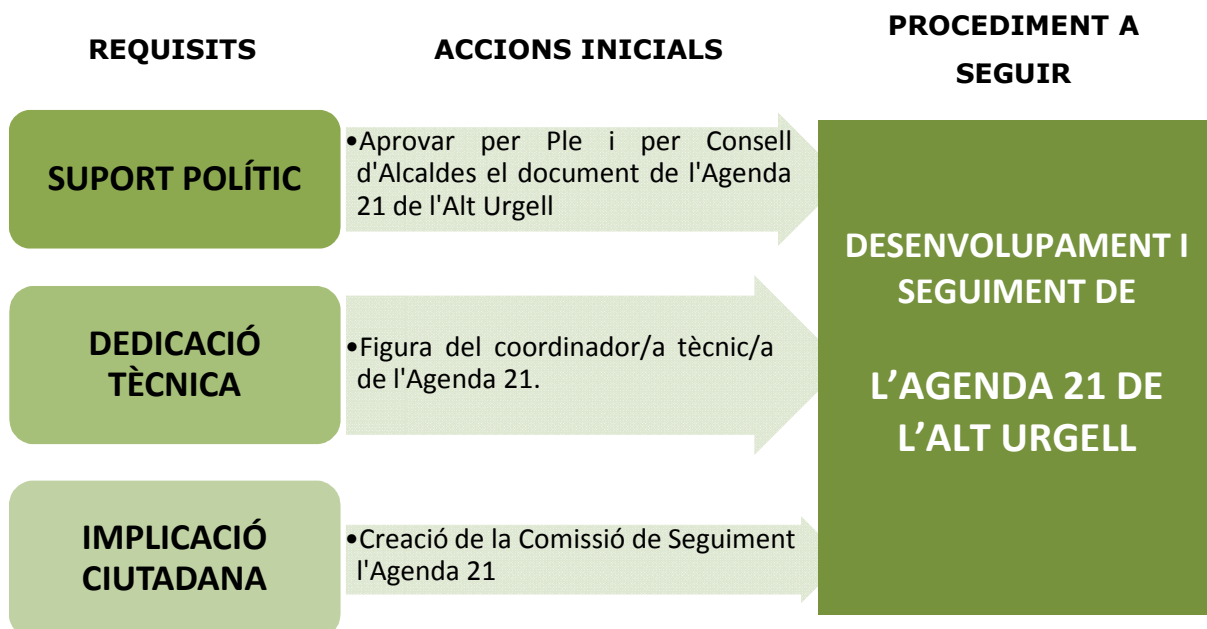 REQUISITS
ACCIONS INICIALS
PROCEDIMENT A
SEGUIR
SUPORT POLÍTIC
•Aprovar per Ple i per Consell
d'Alcaldes el document de l'Agenda
21 de l'Alt Urgell
DEDICACIÓ
TÈCNICA
•Figura del coordinador/a tècnic/a
de l'Agenda 21.
IMPLICACIÓ
CIUTADANA
•Creació de la Comissió de Seguiment
l'Agenda 21
DESENVOLUPAMENT I
SEGUIMENT DE
L’AGENDA 21 DE
L’ALT URGELL